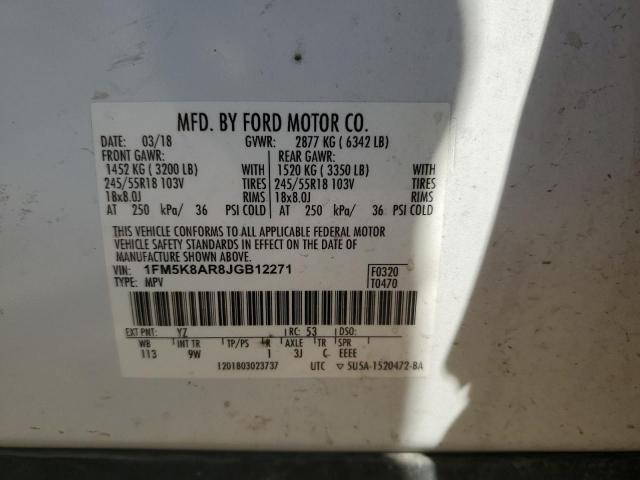 MFD. BY FORD MOTOR CO.
DATE: 03/18 GVWR: 2877 KG ( 6342 LB)
FRONT GAWR: REAR GAWR:
1452 KG ( 3200 LB) WITH 1520 KG ( 3350 LB) WITH
245/55R18 103V TIRES 245/55R18 103V TIRES
18x8.0J RIMS 18x8.0J RIMS
AT 250 kPa/ 36 PSI COLD AT 250 kPa/ 36 PSI COLD
THIS VEHICLE CONFORMS TO ALL APPLICABLE FEDERAL MOTOR
VEHICLE SAFETY STANDARDS IN EFFECT ON THE DATE OF
MANUFACTURE SHOWN ABOVE.
VIN: 1FM5K8AR8JGB12271 F0320
TYPE: MPV T0470
EXT PNT: YZ RC: 53 DSO:
WB INT TR TP/PS R AXLE TR SPR
113 9W 1 3J C EEEE
1201803023737 UTC ▽ SU5A-1520472-BA